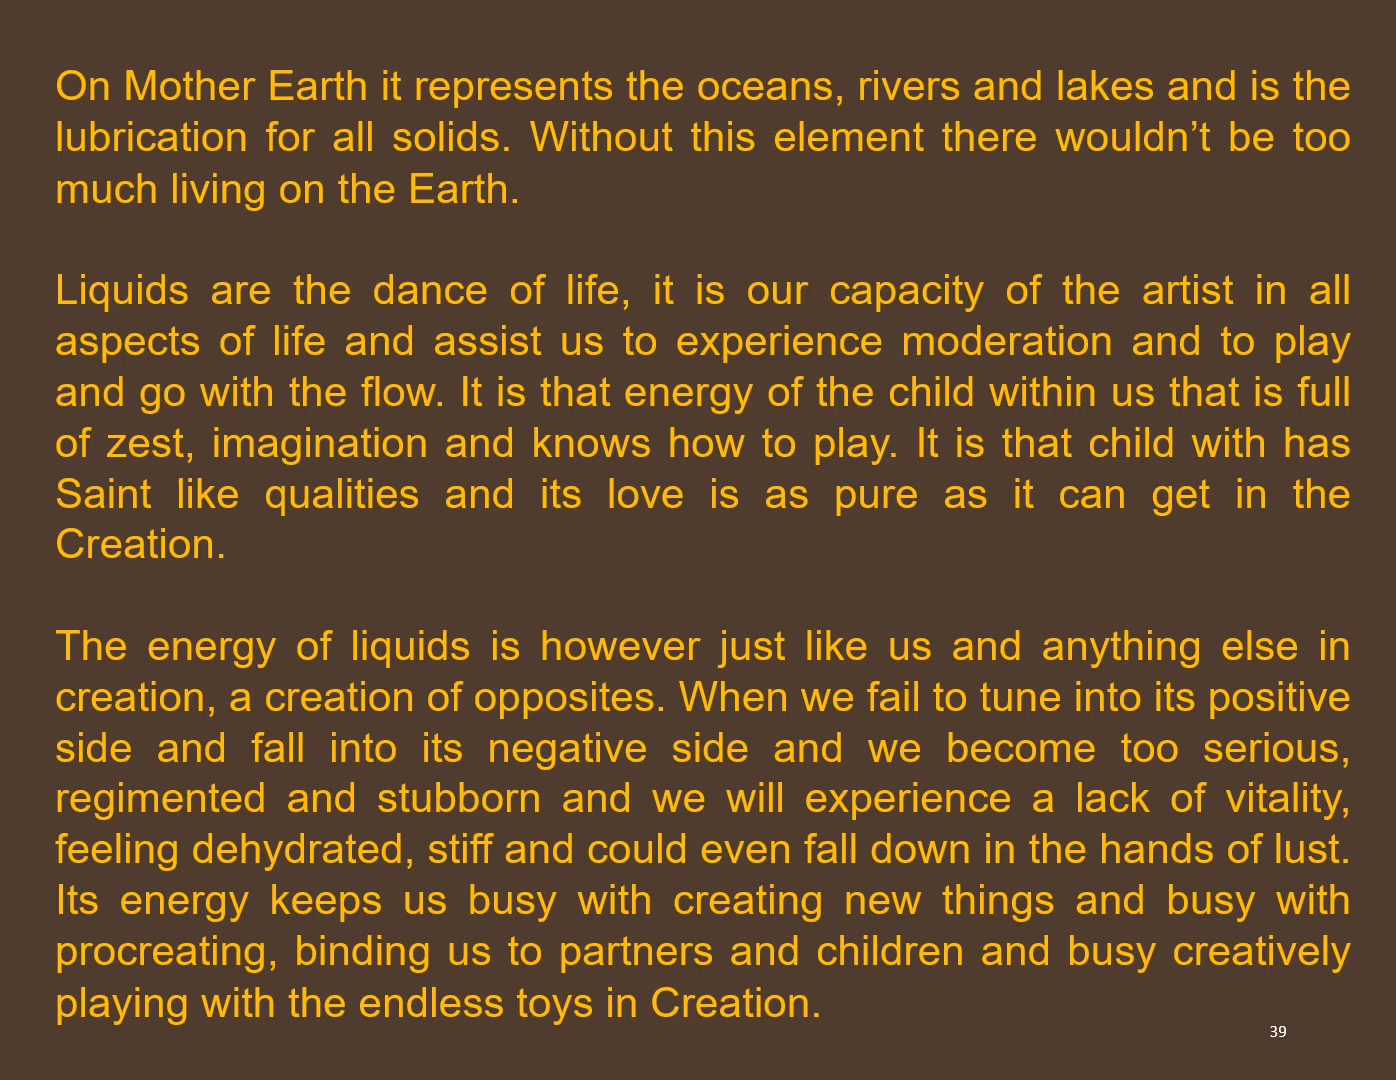 On Mother Earth it represents the oceans, rivers and lakes and is the
lubrication for all solids. Without this element there wouldn’t be too
much living on the Earth.
Liquids are the dance of life, it is our capacity of the artist in all
aspects of life and assist us to experience moderation and to play
and go with the flow. It is that energy of the child within us that is full
of zest, imagination and knows how to play. It is that child with has
Saint like qualities and its love is as pure as it can get in the
Creation.
The energy of liquids is however just like us and anything else in
creation, a creation of opposites. When we fail to tune into its positive
side and fall into its negative side and we become too serious,
regimented and stubborn and we will experience a lack of vitality,
feeling dehydrated, stiff and could even fall down in the hands of lust.
Its energy keeps us busy with creating new things and busy with
procreating, binding us to partners and children and busy creatively
playing with the endless toys in Creation.
39